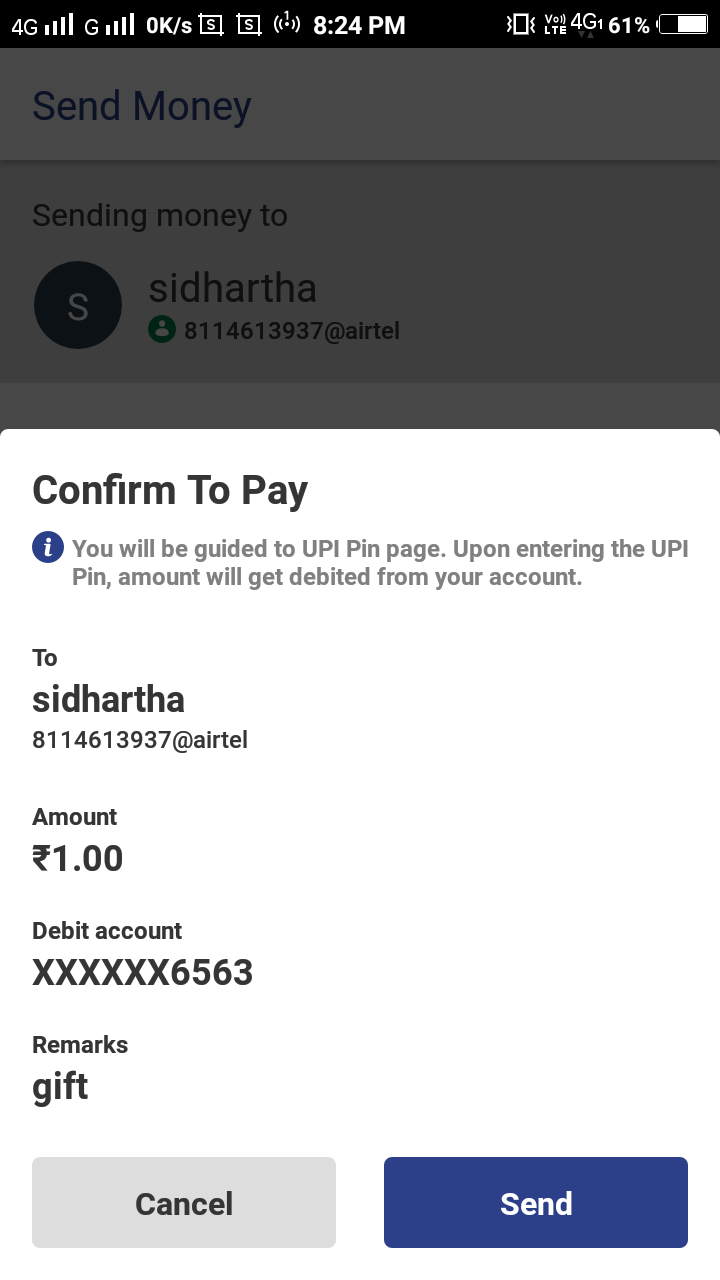 4G G 0K/s S S 1 8:24 PM Vo)) LTE 4G1 61%
Send Money
Sending money to
S
sidhartha
8114613937@airtel
Confirm To Pay
i You will be guided to UPI Pin page. Upon entering the UPI
Pin, amount will get debited from your account.
To
sidhartha
8114613937@airtel
Amount
₹1.00
Debit account
XXXXXX6563
Remarks
gift
Cancel Send